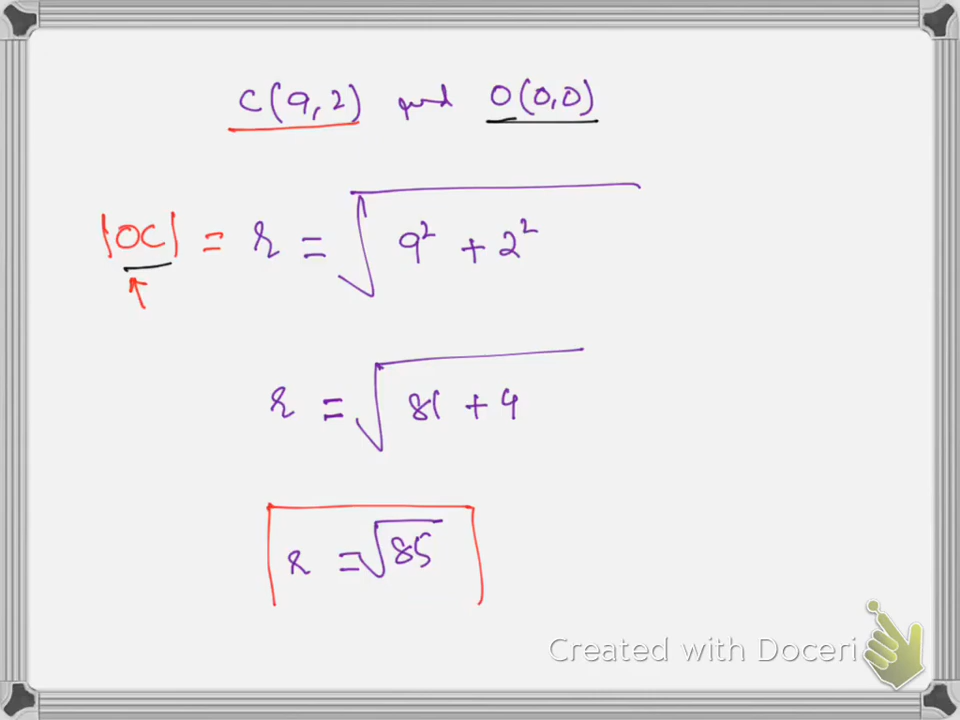 C(9,2) and O(0,0)
|OC| = r = √9² + 2²
r = √81 + 4
r = √85
Created with Doceri